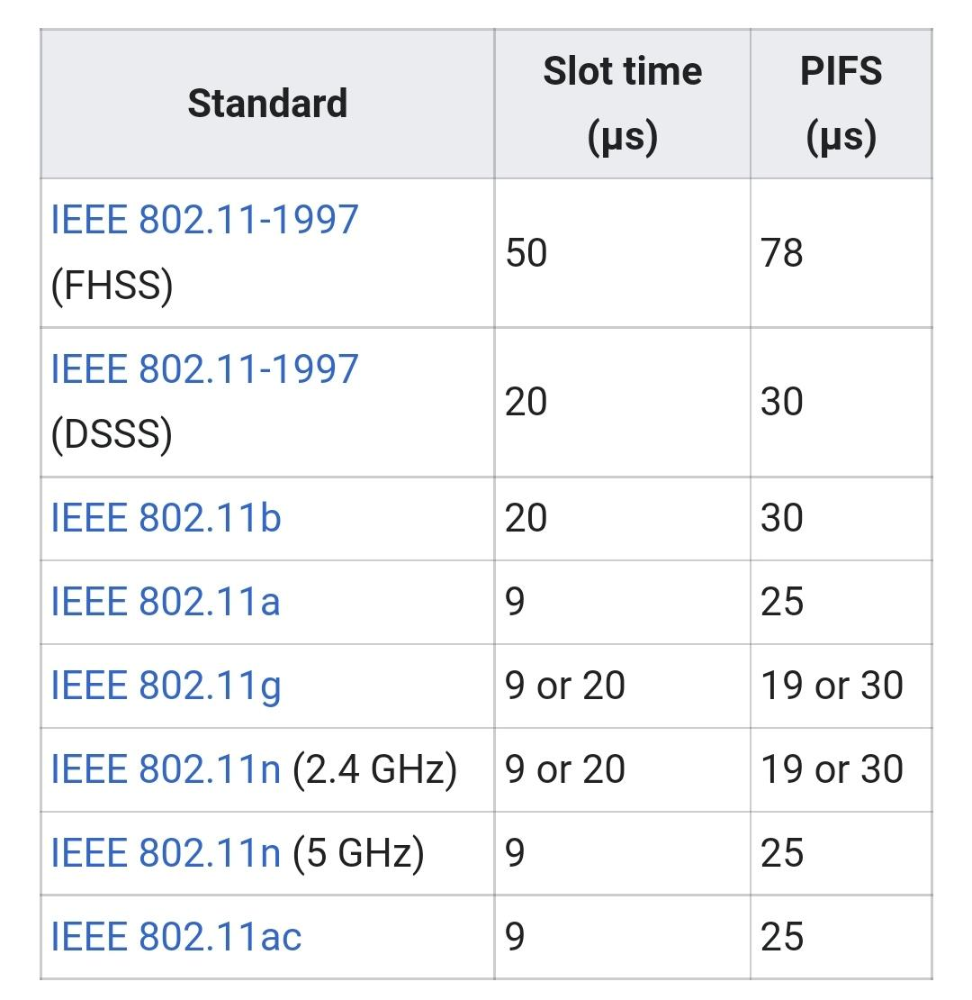 Standard
Slot time
(μs)
PIFS
(μs)
IEEE 802.11-1997
(FHSS)
50
78
IEEE 802.11-1997
(DSSS)
20
30
IEEE 802.11b
20
30
IEEE 802.11a
9
25
IEEE 802.11g
9 or 20
19 or 30
IEEE 802.11n (2.4 GHz)
9 or 20
19 or 30
IEEE 802.11n (5 GHz)
9
25
IEEE 802.11ac
9
25